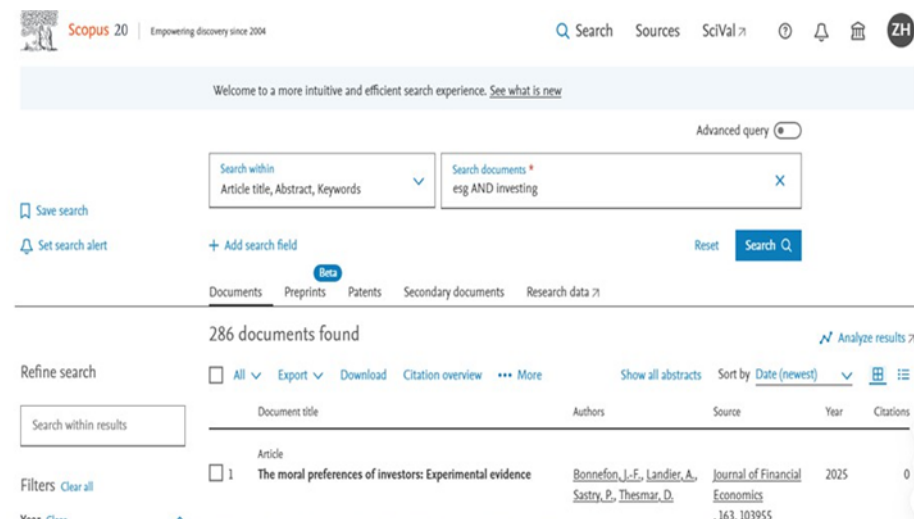 Scopus 20 Empowering discovery since 2004 Search Sources SciVal ZH
Welcome to a more intuitive and efficient search experience. See what is new
Advanced query
Search within
Article title, Abstract, Keywords
Search documents *
esg AND investing
Save search
Set search alert
+ Add search field Reset Search
Beta
Documents Preprints Patents Secondary documents Research data
286 documents found
Analyze results
Refine search
All Export Download Citation overview ••• More Show all abstracts Sort by Date (newest)
Search within results
Document title Authors Source Year Citations
Article
1 The moral preferences of investors: Experimental evidence Bonnefon, J.-F., Landier, A., Journal of Financial 2025 0
Sastry, P., Thesmar, D. Economics
, 163, 103955
Filters Clear all
Year Clear